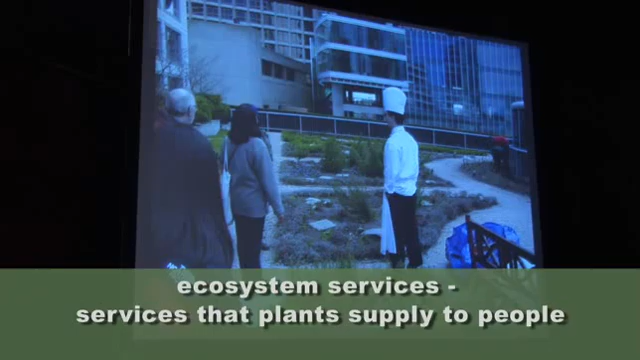 ecosystem services -
services that plants supply to people